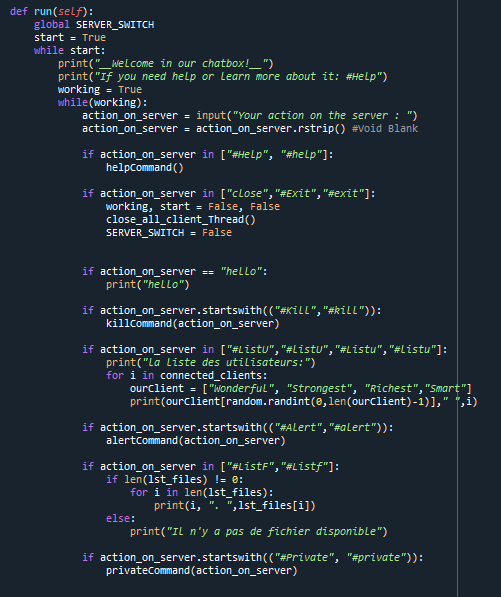 def run(self):
    global SERVER_SWITCH
    start = True
    while start:
        print("__Welcome in our chatbox!__")
        print("If you need help or learn more about it: #Help")
        working = True
        while(working):
            action_on_server = input("Your action on the server : ")
            action_on_server = action_on_server.rstrip() #Void Blank

            if action_on_server in ["#Help", "#help"]:
                helpCommand()

            if action_on_server in ["close","#Exit","#exit"]:
                working, start = False, False
                close_all_client_Thread()
                SERVER_SWITCH = False


            if action_on_server == "hello":
                print("hello")

            if action_on_server.startswith(("#Kill","#kill")):
                killCommand(action_on_server)

            if action_on_server in ["#ListU","#listU","#Listu","#listu"]:
                print("la liste des utilisateurs:")
                for i in connected_clients:
                    ourClient = ["Wonderful", "Strongest", "Richest","Smart"]
                    print(ourClient[random.randint(0,len(ourClient)-1)]," ",i)

            if action_on_server.startswith(("#Alert","#alert")):
                alertCommand(action_on_server)

            if action_on_server in ["#ListF","#Listf"]:
                if len(lst_files) != 0:
                    for i in len(lst_files):
                        print(i, ". ",lst_files[i])
                else:
                    print("Il n'y a pas de fichier disponible")

            if action_on_server.startswith(("#Private", "#private")):
                privateCommand(action_on_server)